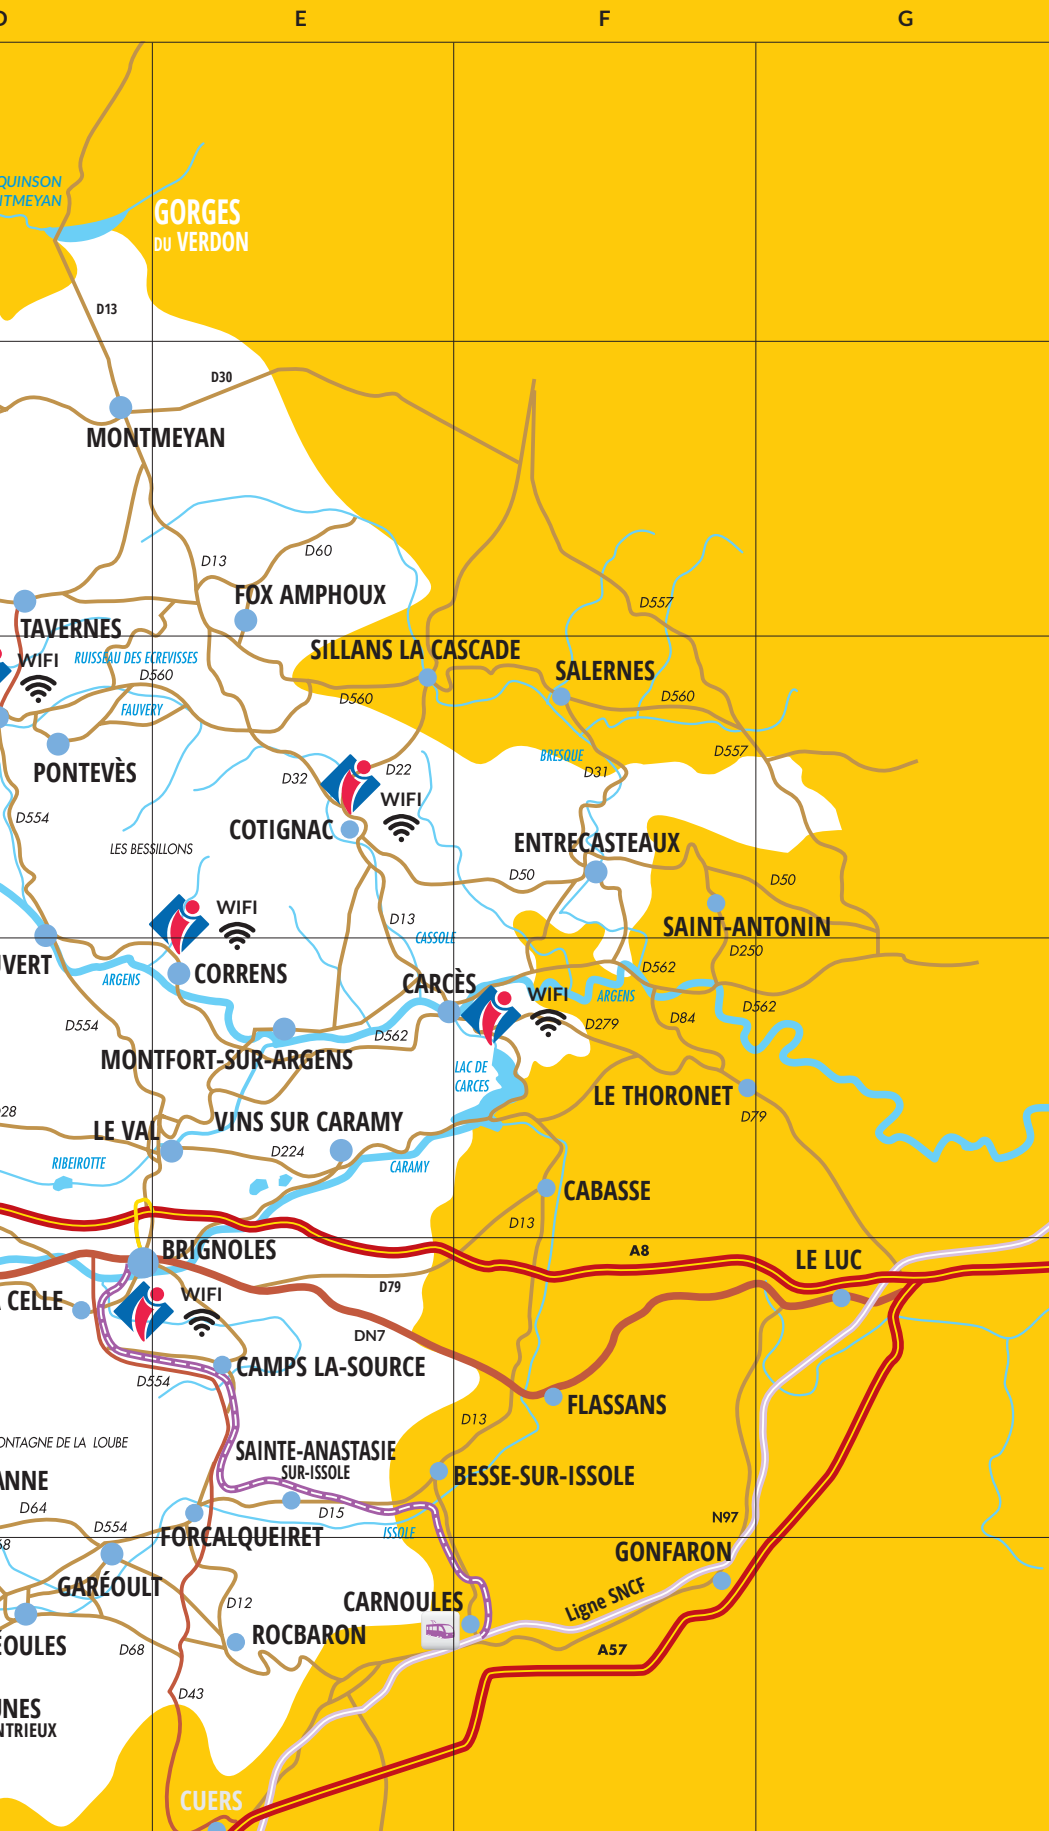 D
E
F
G
QUINSON
GORGES
DU VERDON
D13
D30
MONTMEYAN
D13
D60
FOX AMPHOUX
D557
TAVERNES
SILLANS LA CASCADE
WIFI
RUISSEAU DES ECREVISSES
SALERNES
D560
D560
D560
FAUVERY
D557
BRESQUE
PONTEVÈS
D32
D22
D31
WIFI
D554
COTIGNAC
ENTRECASTEAUX
LES BESSILLONS
D50
D50
WIFI
D13
SAINT-ANTONIN
CASSOLE
D250
CORRENS
D562
ARGENS
CARCÈS
WIFI
ARGENS
D562
D554
D562
D279
D84
MONTFORT-SUR-ARGENS
LAC DE
CARCES
LE THORONET
D79
LE VAL
VINS SUR CARAMY
D224
RIBEIROTTE
CARAMY
CABASSE
D13
BRIGNOLES
A8
LE LUC
D79
WIFI
CELLE
DN7
CAMPS LA-SOURCE
D554
FLASSANS
D13
SAINTE-ANASTASIE
SUR-ISSOLE
BESSE-SUR-ISSOLE
D64
D15
N97
D554
FORCALQUEIRET
ISSOLE
GONFARON
GARÉOULT
CARNOULES
Ligne SNCF
D12
ROCBARON
D68
A57
D43
CUERS